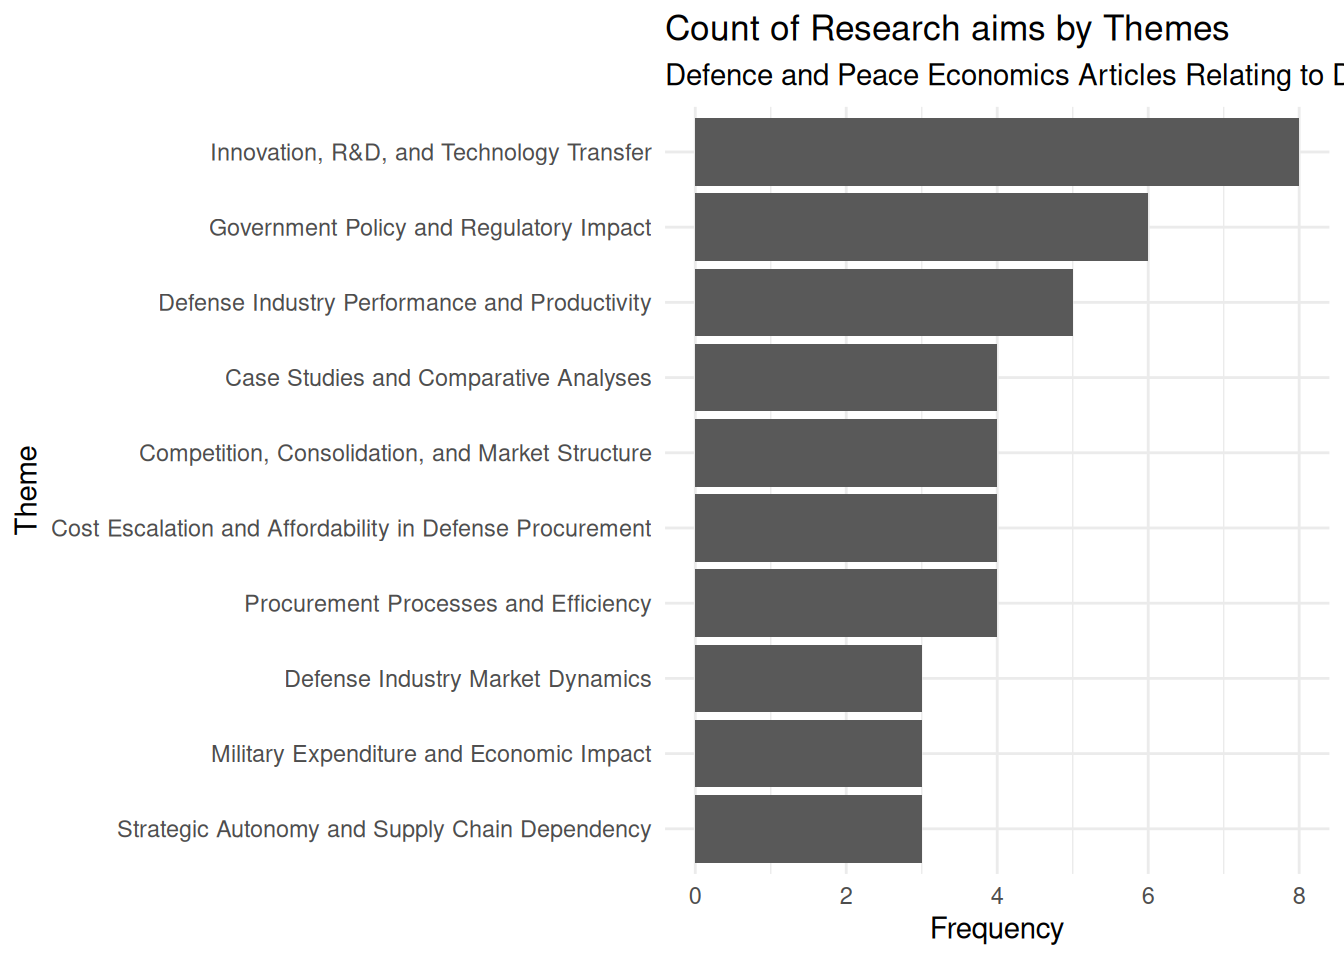 Count of Research aims by Themes
Defence and Peace Economics Articles Relating to
Innovation, R&D, and Technology Transfer
Government Policy and Regulatory Impact
Defense Industry Performance and Productivity
Case Studies and Comparative Analyses
Competition, Consolidation, and Market Structure
Cost Escalation and Affordability in Defense Procurement
Procurement Processes and Efficiency
Defense Industry Market Dynamics
Military Expenditure and Economic Impact
Strategic Autonomy and Supply Chain Dependency
Theme
0 2 4 6 8
Frequency